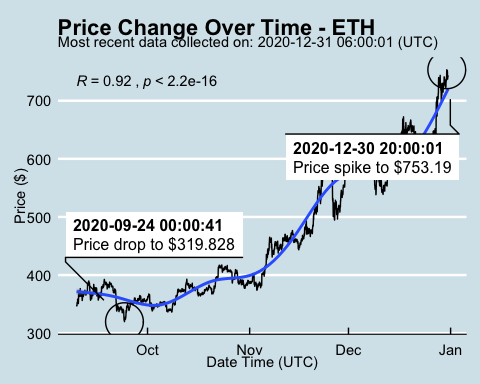 Price Change Over Time - ETH
Most recent data collected on: 2020-12-31 06:00:01 (UTC)
R = 0.92 , p < 2.2e-16
700
2020-12-30 20:00:01
Price spike to $753.19
600
Price ($)
500
2020-09-24 00:00:41
Price drop to $319.828
400
300
Oct
Nov
Dec
Jan
Date Time (UTC)